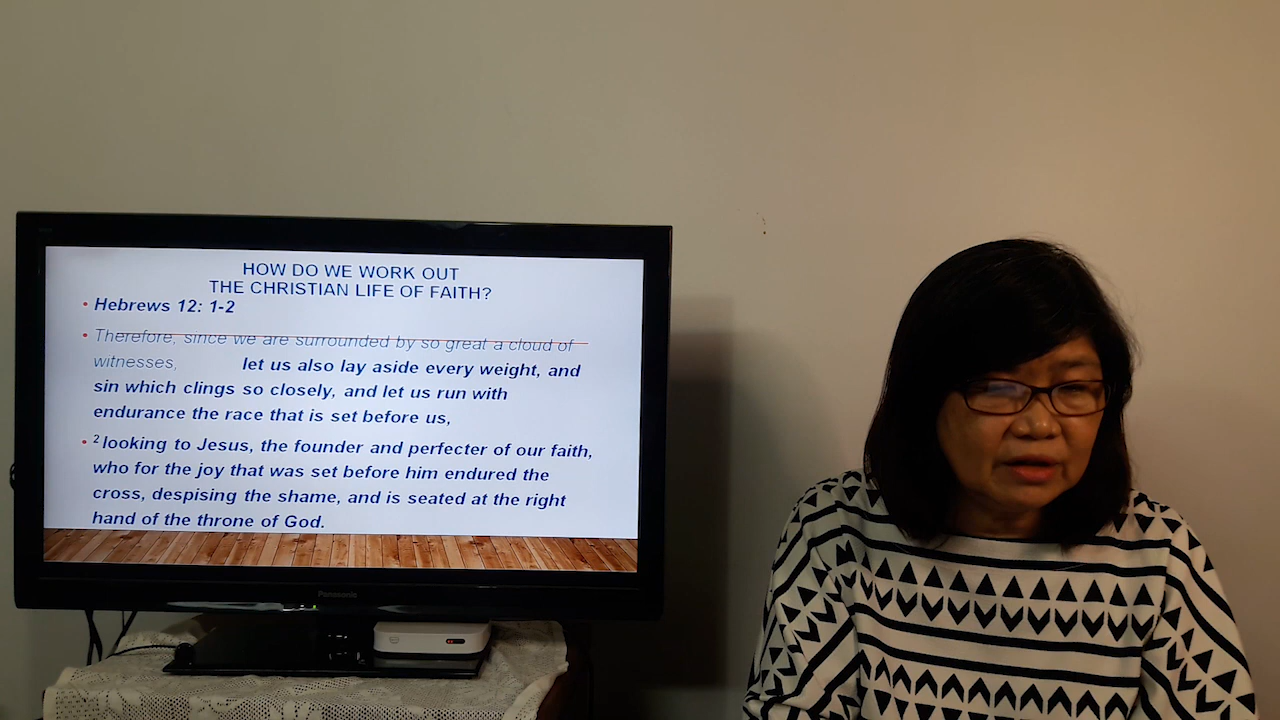 HOW DO WE WORK OUT
THE CHRISTIAN LIFE OF FAITH?
• Hebrews 12: 1-2
• Therefore, since we are surrounded by so great a cloud of
witnesses, let us also lay aside every weight, and
sin which clings so closely, and let us run with
endurance the race that is set before us,
• 2 looking to Jesus, the founder and perfecter of our faith,
who for the joy that was set before him endured the
cross, despising the shame, and is seated at the right
hand of the throne of God.
Panasonic